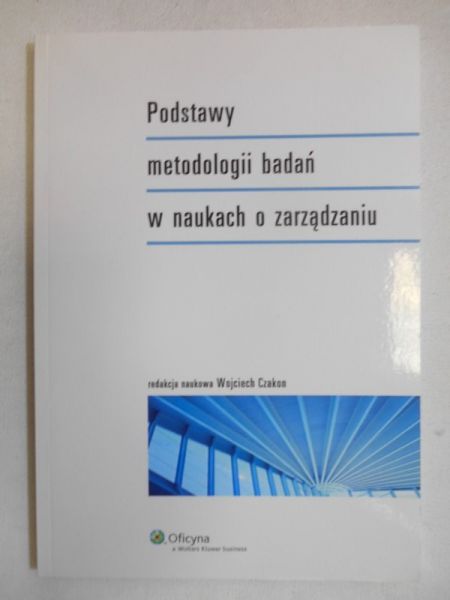 Podstawy
metodologii badań
w naukach o zarządzaniu
redakcja naukowa Wojciech Czakon
Oficyna
a Wolters Kluwer business